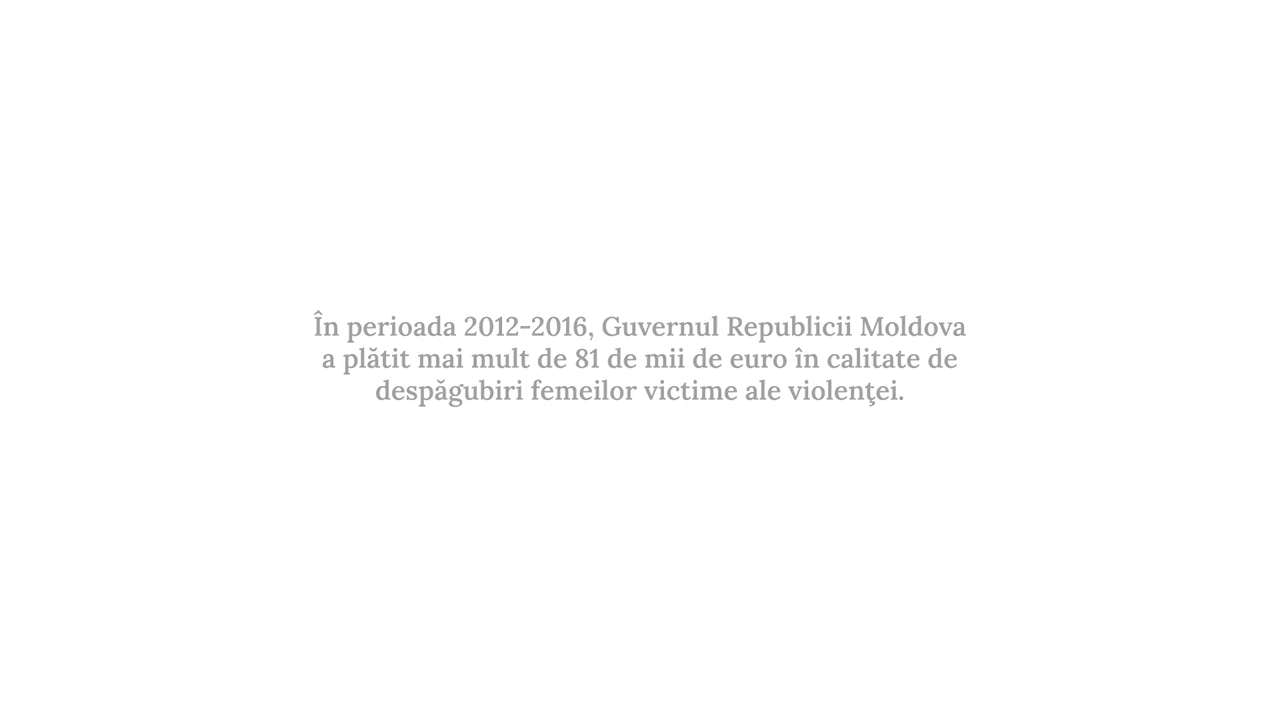 În perioada 2012-2016, Guvernul Republicii Moldova
a plătit mai mult de 81 de mii de euro în calitate de
despăgubiri femeilor victime ale violenţei.